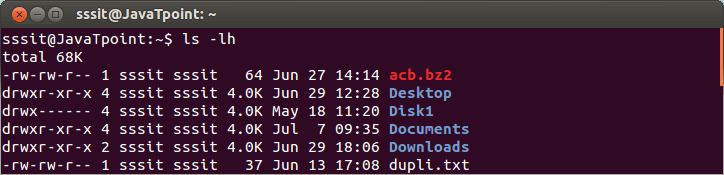 sssit@JavaTpoint: ~
sssit@JavaTpoint:~$ ls -lh
total 68K
-rw-rw-r-- 1 sssit sssit   64 Jun 27 14:14 acb.bz2
drwxr-xr-x 4 sssit sssit 4.0K Jun 29 12:28 Desktop
drwx------ 4 sssit sssit 4.0K May 18 11:20 Disk1
drwxr-xr-x 4 sssit sssit 4.0K Jul  7 09:35 Documents
drwxr-xr-x 2 sssit sssit 4.0K Jun 29 18:06 Downloads
-rw-rw-r-- 1 sssit sssit   37 Jun 13 17:08 dupli.txt